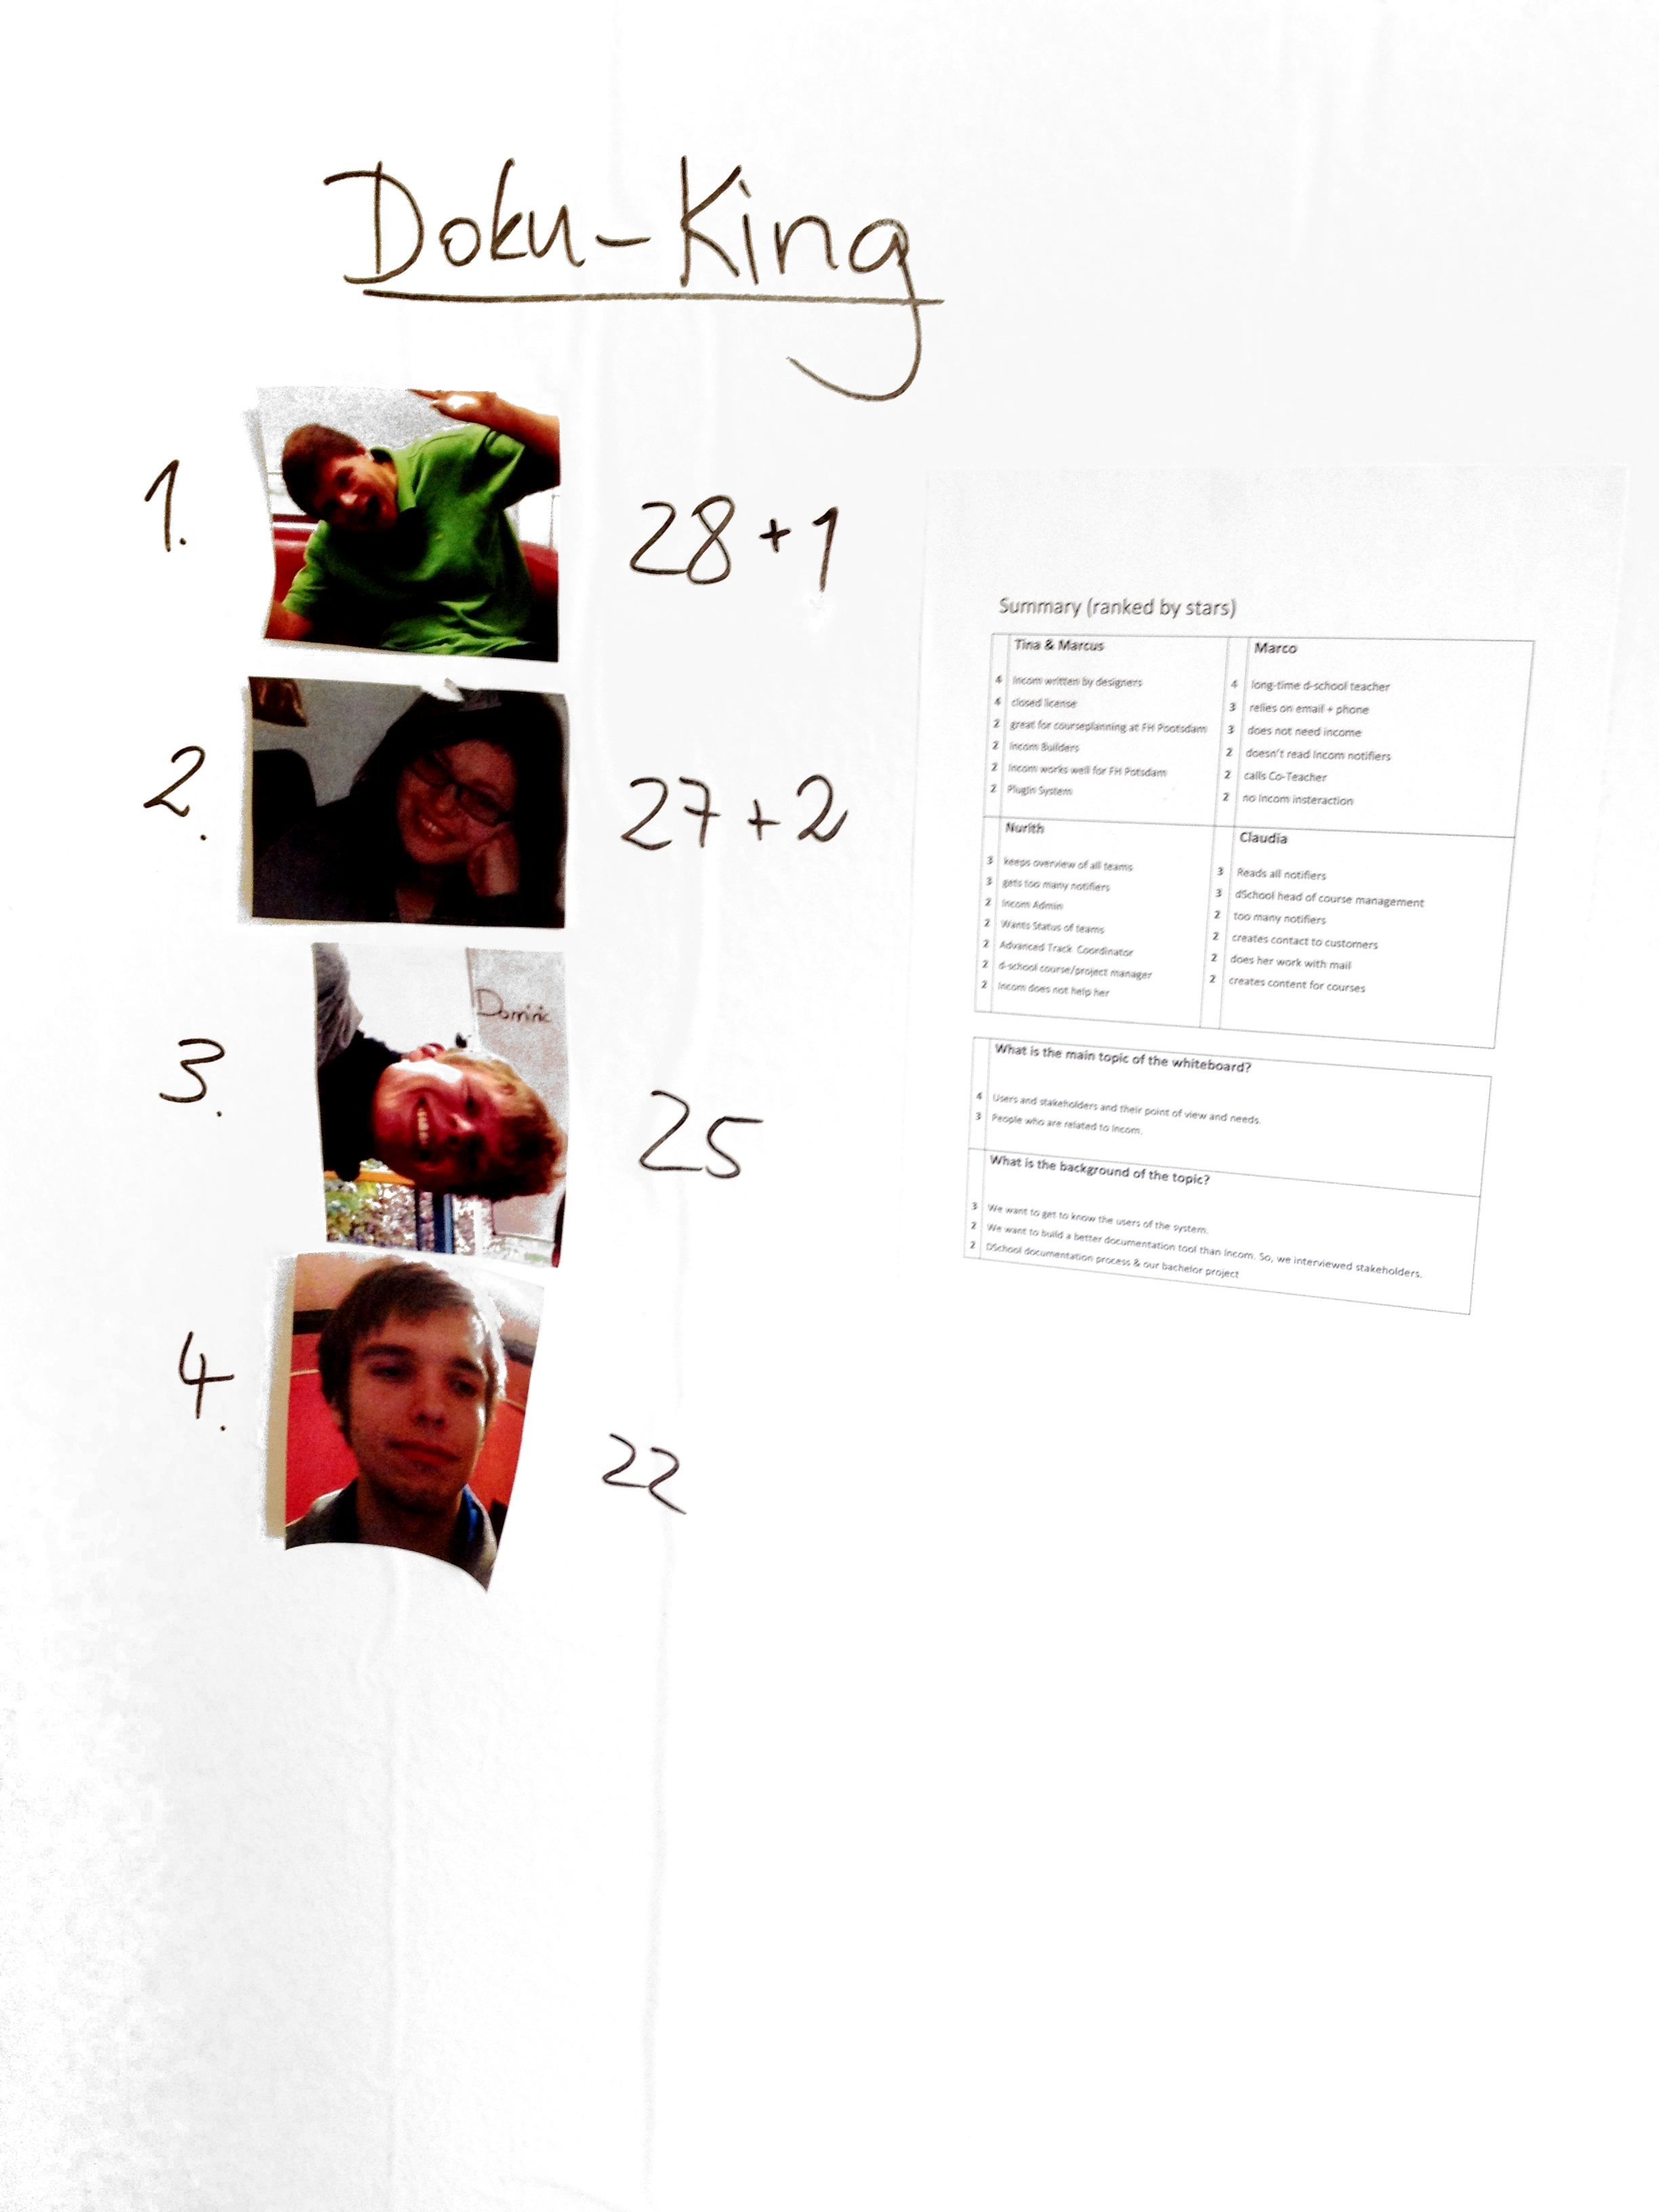 Doku-King
1.
28 + 1
2.
27 + 2
3.
Dominic
25
4.
22
Summary (ranked by stars)
Tina & Marcus
4 Incom written by designers
4 closed license
2 great for courseplanning at FH Pootsdam
2 Incom Builders
2 Incom works well for FH Potsdam
2 Plugin System
Marco
4 long-time d-school teacher
3 relies on email + phone
3 does not need income
2 doesn't read Incom notifiers
2 calls Co-Teacher
2 no Incom insteraction
Nurith
3 keeps overview of all teams
3 gets too many notifiers
2 Incom Admin
2 Wants Status of teams
2 Advanced Track Coordinator
2 d-school course/project manager
2 Incom does not help her
Claudia
3 Reads all notifiers
3 dSchool head of course management
2 too many notifiers
2 creates contact to customers
2 does her work with mail
2 creates content for courses
What is the main topic of the whiteboard?
4 Users and stakeholders and their point of view and needs.
3 People who are related to Incom.
What is the background of the topic?
3 We want to get to know the users of the system.
2 We want to build a better documentation tool than Incom. So, we interviewed stakeholders.
2 DSchool documentation process & our bachelor project